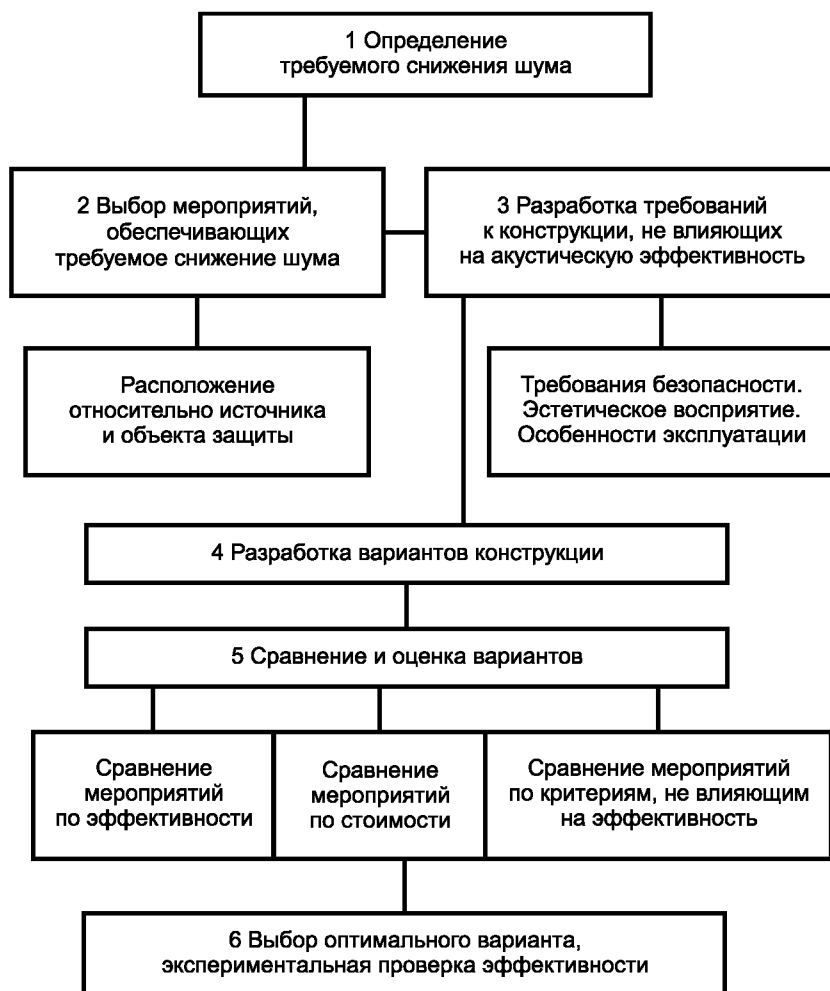 1 Определение
требуемого снижения шума
2 Выбор мероприятий,
обеспечивающих
требуемое снижение шума
3 Разработка требований
к конструкции, не влияющих
на акустическую эффективность
Расположение
относительно источника
и объекта защиты
Требования безопасности.
Эстетическое восприятие.
Особенности эксплуатации
4 Разработка вариантов конструкции
5 Сравнение и оценка вариантов
Сравнение
мероприятий
по эффективности
Сравнение
мероприятий
по стоимости
Сравнение мероприятий
по критериям, не влияющим
на эффективность
6 Выбор оптимального варианта,
экспериментальная проверка эффективности